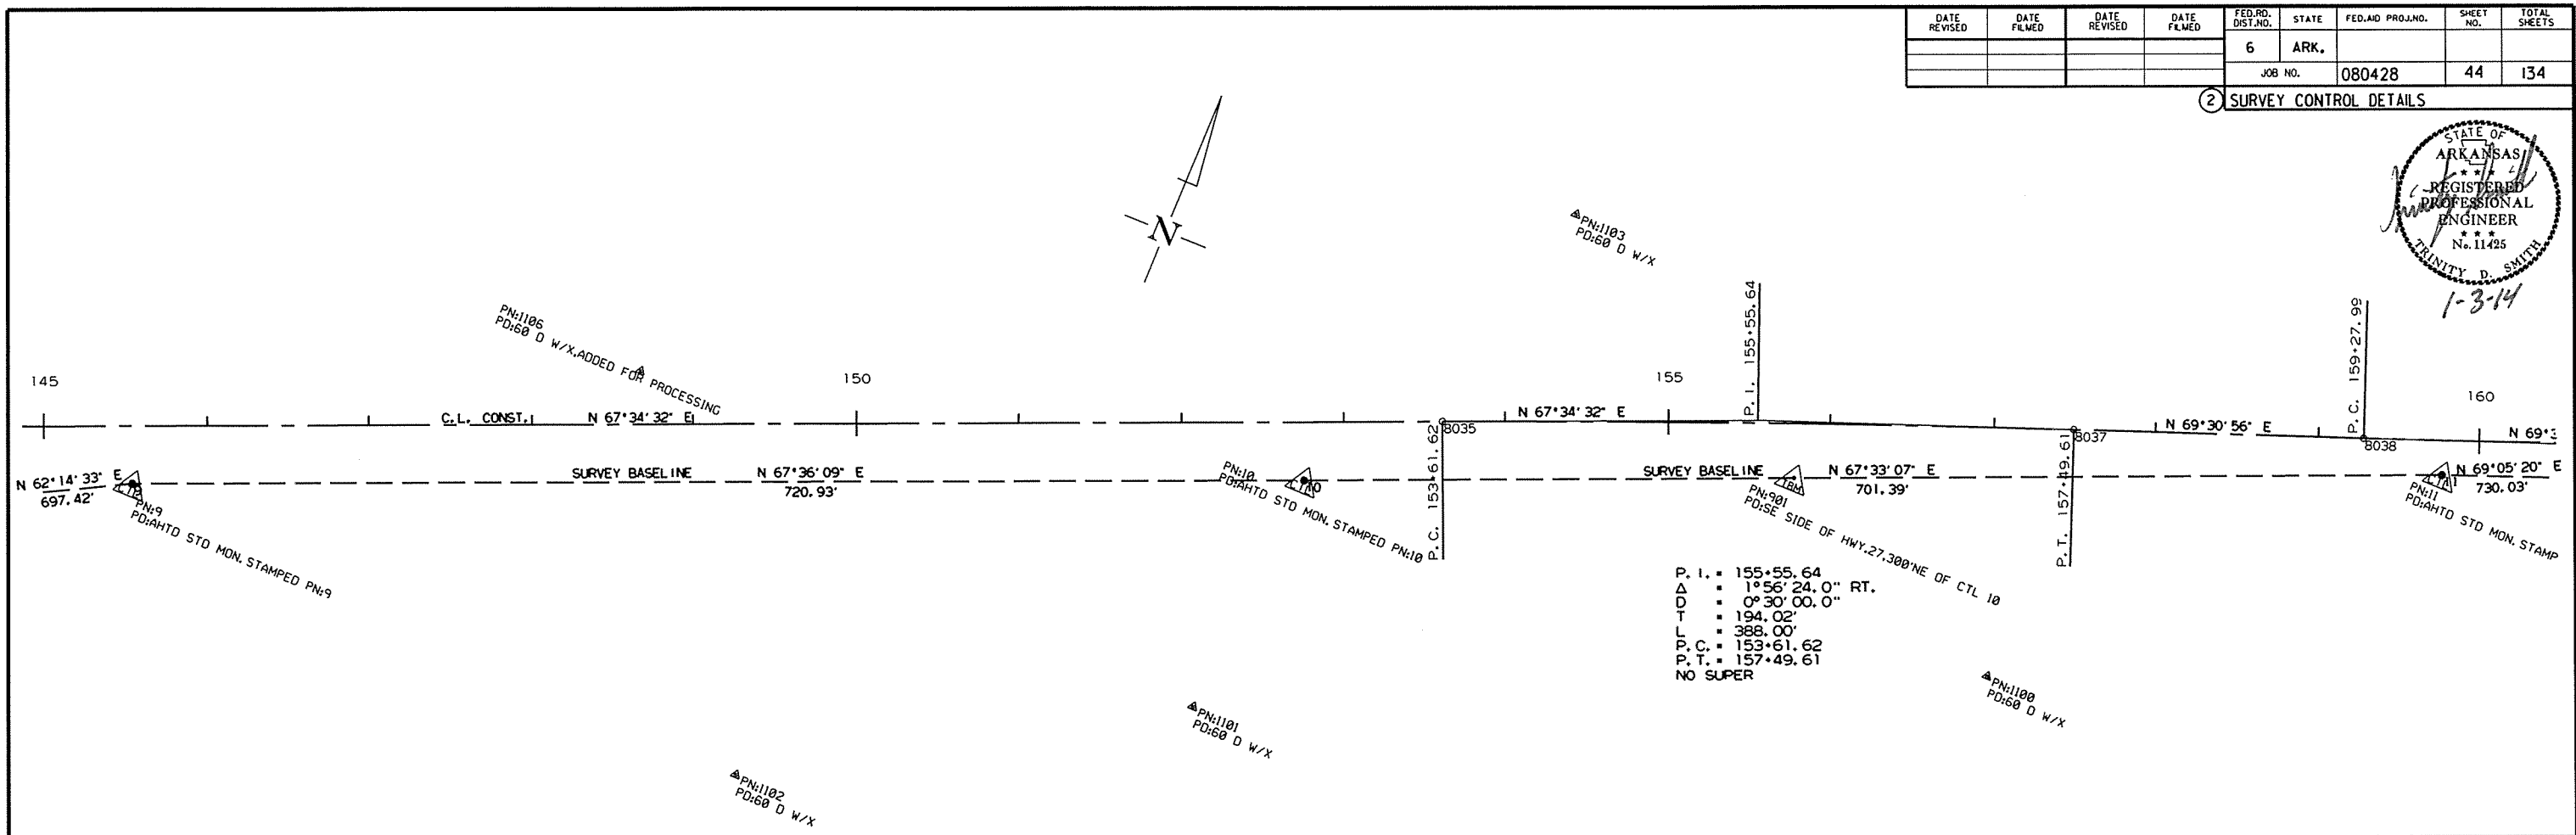 DATE REVISED
DATE FILMED
DATE REVISED
DATE FILMED
FED.RD. DIST.NO.
STATE
FED.AID PROJ.NO.
SHEET NO.
TOTAL SHEETS
6
ARK.
JOB NO.
080428
44
134
2 SURVEY CONTROL DETAILS
STATE OF
ARKANSAS
REGISTERED
PROFESSIONAL
ENGINEER
No. 11425
TRINITY D. SMITH
1-3-14
N
PN:1103
PD:60 D W/X
PN:1106
PD:60 D W/X,ADDED FOR PROCESSING
P.I. 155+55.64
P.C. 159+27.99
145
150
155
160
C.L. CONST.
N 67°34'32" E
N 67°34'32" E
N 69°30'56" E
N 69°3
8035
8037
8038
P.C. 153+61.62
P.T. 157+49.61
N 62°14'33" E
697.42'
SURVEY BASELINE
N 67°36'09" E
720.93'
SURVEY BASELINE
N 67°33'07" E
701.39'
N 69°05'20" E
730.03'
PN:9
PD:AHTD STD MON. STAMPED PN:9
PN:10
PD:AHTD STD MON. STAMPED PN:10
TBM
PN:901
PD:SE SIDE OF HWY.27,300'NE OF CTL 10
PN:11
PD:AHTD STD MON. STAMP
P.I. = 155+55.64
Δ = 1°56'24.0" RT.
D = 0°30'00.0"
T = 194.02'
L = 388.00'
P.C. = 153+61.62
P.T. = 157+49.61
NO SUPER
PN:1100
PD:60 D W/X
PN:1101
PD:60 D W/X
PN:1102
PD:60 D W/X